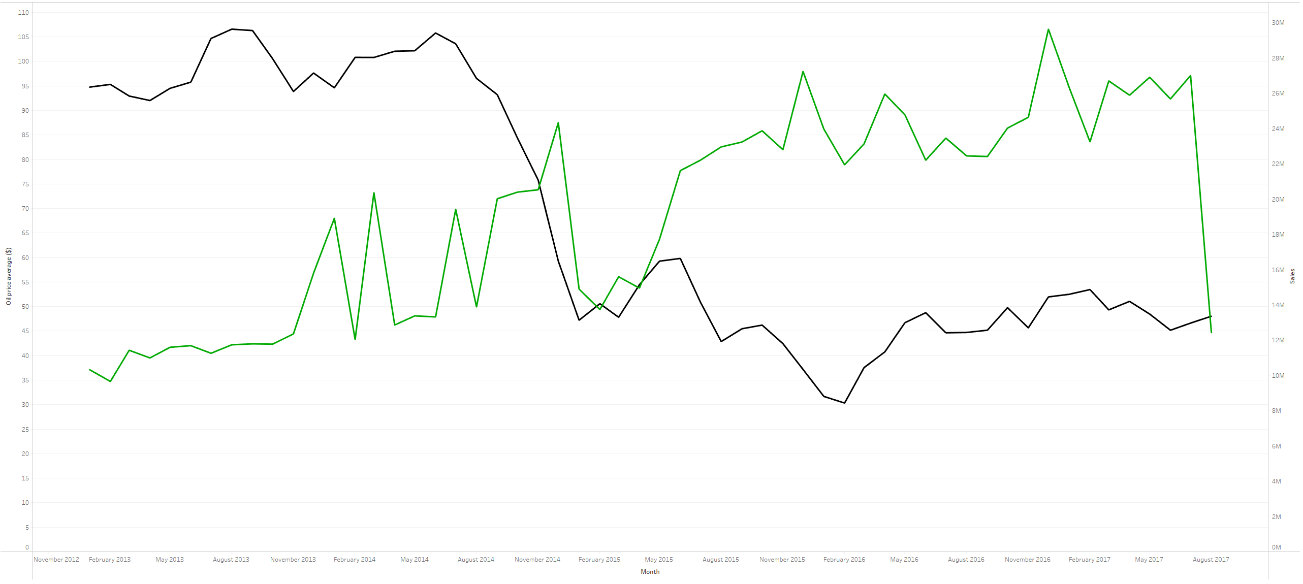 110
105
100
95
90
85
80
75
70
65
60
55
50
45
40
35
30
25
20
15
10
5
0
Oil price average ($)
30M
28M
26M
24M
22M
20M
18M
16M
14M
12M
10M
8M
6M
4M
2M
0M
Sales
November 2012 February 2013 May 2013 August 2013 November 2013 February 2014 May 2014 August 2014 November 2014 February 2015 May 2015 August 2015 November 2015 February 2016 May 2016 August 2016 November 2016 February 2017 May 2017 August 2017
Month